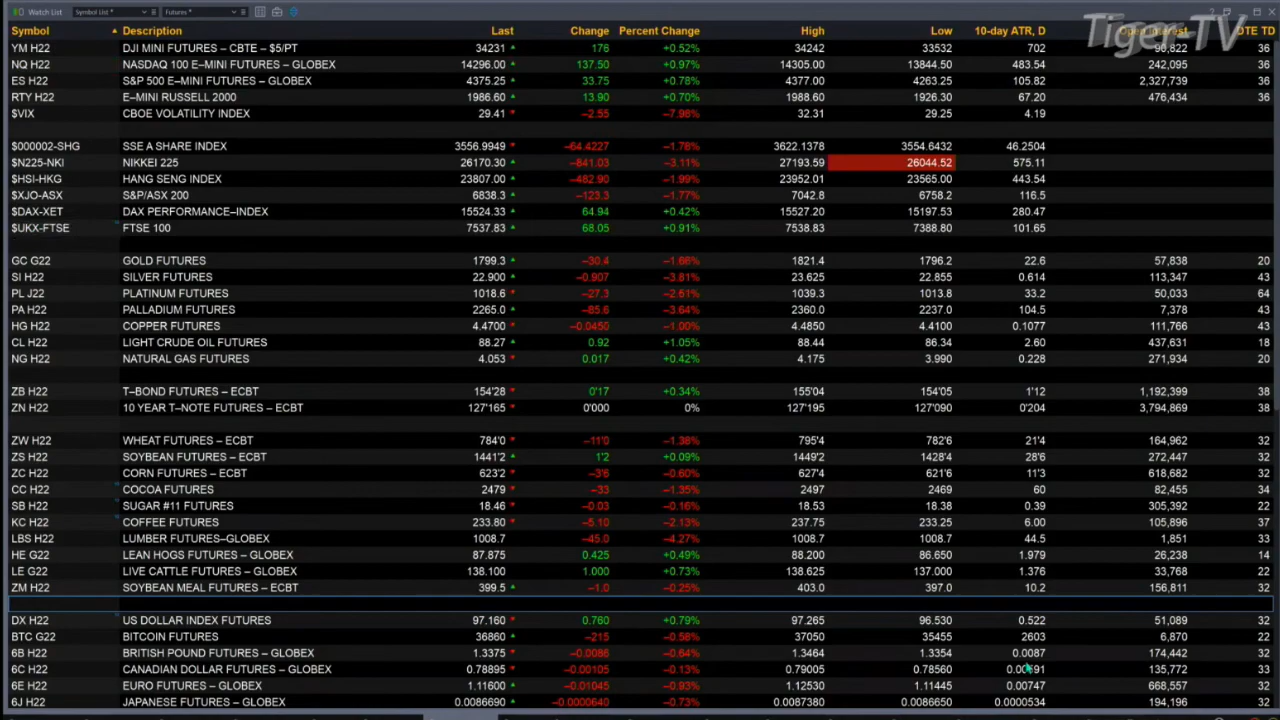 Watch List Symbol List * Futures *
Tiger-TV
Symbol Description Last Change Percent Change High Low 10-day ATR, D Open Interest DTE TD
YM H22 DJI MINI FUTURES – CBTE – $5/PT 34231 176 +0.52% 34242 33532 702 90,822 36
NQ H22 NASDAQ 100 E–MINI FUTURES – GLOBEX 14296.00 137.50 +0.97% 14305.00 13844.50 483.54 242,095 36
ES H22 S&P 500 E–MINI FUTURES – GLOBEX 4375.25 33.75 +0.78% 4377.00 4263.25 105.82 2,327,739 36
RTY H22 E–MINI RUSSELL 2000 1986.60 13.90 +0.70% 1988.60 1926.30 67.20 476,434 36
$VIX CBOE VOLATILITY INDEX 29.41 –2.55 –7.98% 32.31 29.25 4.19
$000002-SHG SSE A SHARE INDEX 3556.9949 –64.4227 –1.78% 3622.1378 3554.6432 46.2504
$N225-NKI NIKKEI 225 26170.30 –841.03 –3.11% 27193.59 26044.52 575.11
$HSI-HKG HANG SENG INDEX 23807.00 –482.90 –1.99% 23952.01 23565.00 443.54
$XJO-ASX S&P/ASX 200 6838.3 –123.3 –1.77% 7042.8 6758.2 116.5
$DAX-XET DAX PERFORMANCE–INDEX 15524.33 64.94 +0.42% 15527.20 15197.53 280.47
$UKX-FTSE FTSE 100 7537.83 68.05 +0.91% 7538.83 7388.80 101.65
GC G22 GOLD FUTURES 1799.3 –30.4 –1.66% 1821.4 1796.2 22.6 57,838 20
SI H22 SILVER FUTURES 22.900 –0.907 –3.81% 23.625 22.855 0.614 113,347 43
PL J22 PLATINUM FUTURES 1018.6 –27.3 –2.61% 1039.3 1013.8 33.2 50,033 64
PA H22 PALLADIUM FUTURES 2265.0 –85.6 –3.64% 2360.0 2237.0 104.5 7,378 43
HG H22 COPPER FUTURES 4.4700 –0.0450 –1.00% 4.4850 4.4100 0.1077 111,766 43
CL H22 LIGHT CRUDE OIL FUTURES 88.27 0.92 +1.05% 88.44 86.34 2.60 437,631 18
NG H22 NATURAL GAS FUTURES 4.053 0.017 +0.42% 4.175 3.990 0.228 271,934 20
ZB H22 T–BOND FUTURES – ECBT 154'28 0'17 +0.34% 155'04 154'05 1'12 1,192,399 38
ZN H22 10 YEAR T–NOTE FUTURES – ECBT 127'165 0'000 0% 127'195 127'090 0'204 3,794,869 38
ZW H22 WHEAT FUTURES – ECBT 784'0 –11'0 –1.38% 795'4 782'6 21'4 164,962 32
ZS H22 SOYBEAN FUTURES – ECBT 1441'2 1'2 +0.09% 1449'2 1428'4 28'6 272,447 32
ZC H22 CORN FUTURES – ECBT 623'2 –3'6 –0.60% 627'4 621'6 11'3 618,682 32
CC H22 COCOA FUTURES 2479 –33 –1.35% 2497 2469 60 82,455 34
SB H22 SUGAR #11 FUTURES 18.46 –0.03 –0.16% 18.53 18.38 0.39 305,392 22
KC H22 COFFEE FUTURES 233.80 –5.10 –2.13% 237.75 233.25 6.00 105,896 37
LBS H22 LUMBER FUTURES–GLOBEX 1008.7 –45.0 –4.27% 1008.7 1008.7 44.5 1,851 33
HE G22 LEAN HOGS FUTURES – GLOBEX 87.875 0.425 +0.49% 88.200 86.650 1.979 26,238 14
LE G22 LIVE CATTLE FUTURES – GLOBEX 138.100 1.000 +0.73% 138.625 137.000 1.376 33,768 22
ZM H22 SOYBEAN MEAL FUTURES – ECBT 399.5 –1.0 –0.25% 403.0 397.0 10.2 156,811 32
DX H22 US DOLLAR INDEX FUTURES 97.160 0.760 +0.79% 97.265 96.530 0.522 51,089 32
BTC G22 BITCOIN FUTURES 36860 –215 –0.58% 37050 35455 2603 6,870 22
6B H22 BRITISH POUND FUTURES – GLOBEX 1.3375 –0.0086 –0.64% 1.3464 1.3354 0.0087 174,442 32
6C H22 CANADIAN DOLLAR FUTURES – GLOBEX 0.78895 –0.00105 –0.13% 0.79005 0.78560 135,772 33
6E H22 EURO FUTURES – GLOBEX 1.11600 –0.01045 –0.93% 1.12530 1.11445 0.00747 668,557 32
6J H22 JAPANESE FUTURES – GLOBEX 0.0086690 –0.0000640 –0.73% 0.0087380 0.0086650 0.0000534 194,196 32